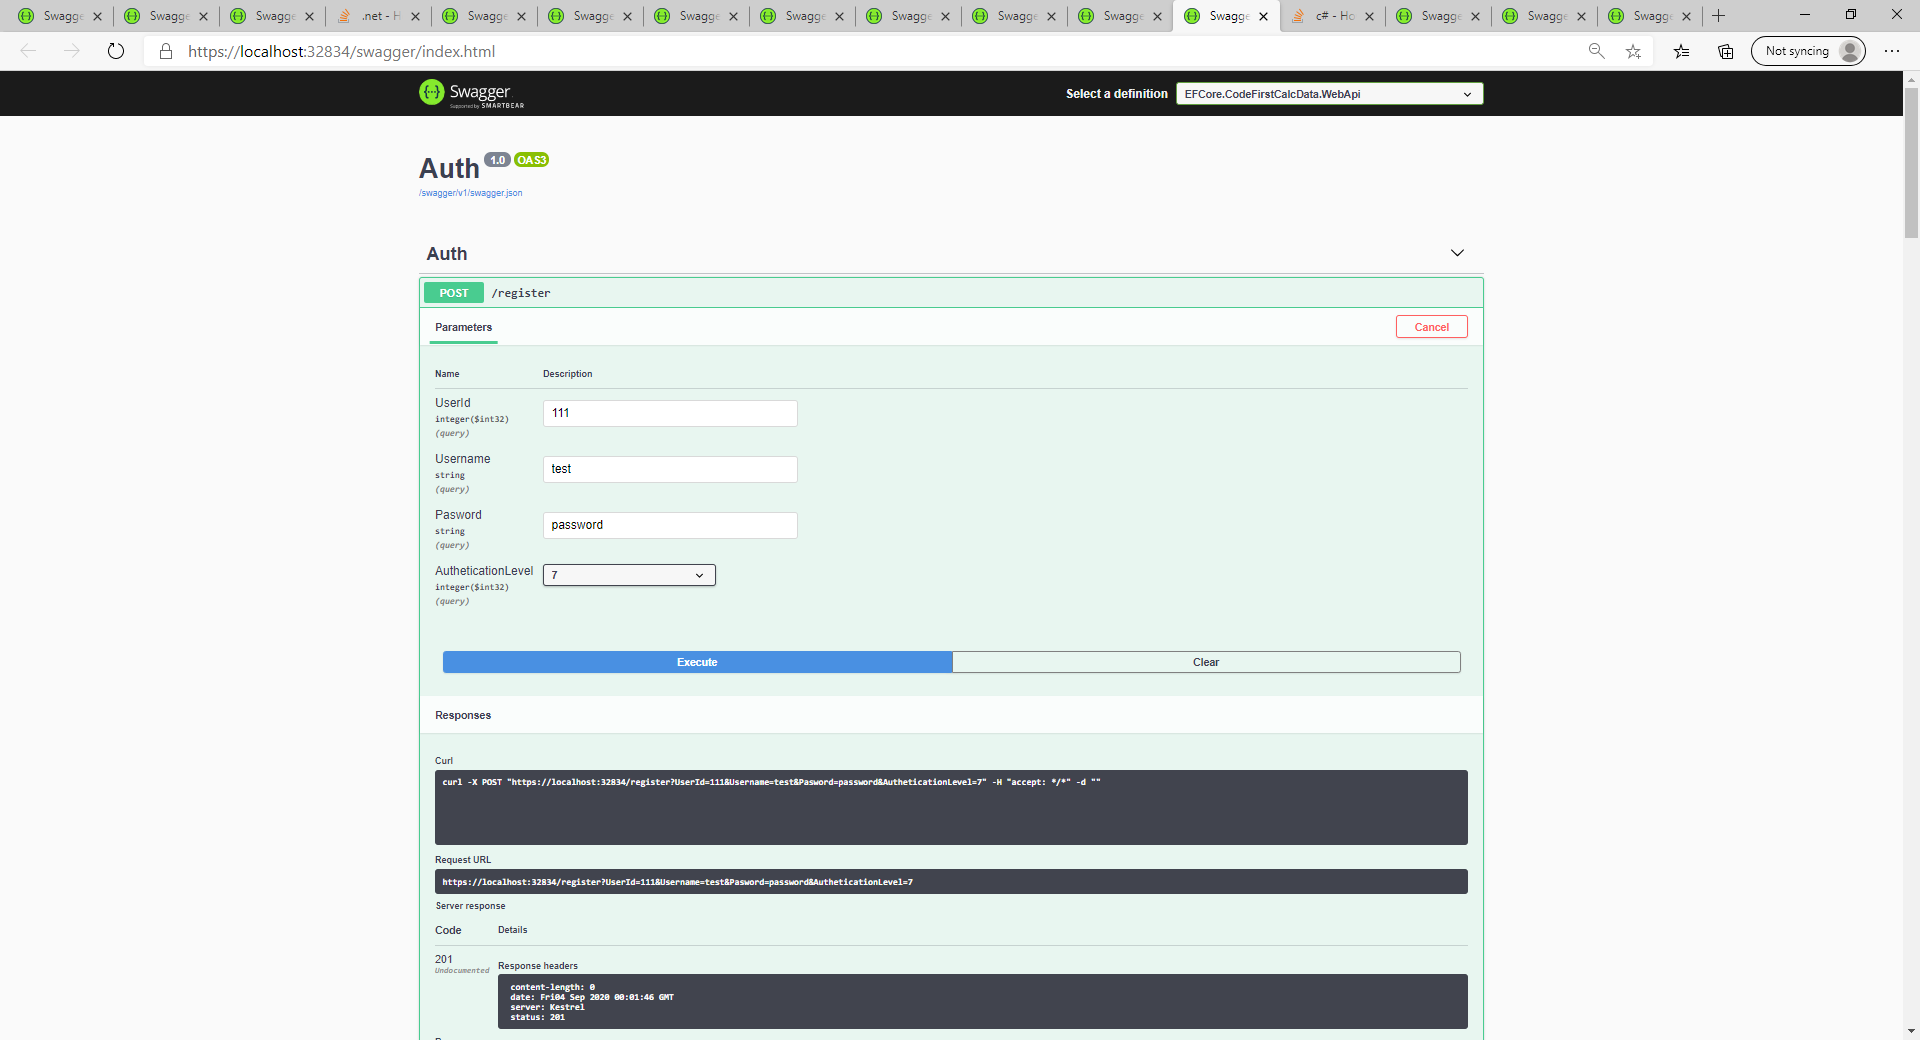 Swagge Swagge Swagge .net - H Swagge Swagge Swagge Swagge Swagge Swagge Swagge Swagge c# - Ho Swagge Swagge Swagge
https://localhost:32834/swagger/index.html
Not syncing
Swagger
Supported by SMARTBEAR
Select a definition
EFCore.CodeFirstCalcData.WebApi
Auth 1.0 OAS3
/swagger/v1/swagger.json
Auth
POST /register
Parameters
Cancel
Name Description
UserId
integer($int32)
(query)
111
Username
string
(query)
test
Pasword
string
(query)
password
AutheticationLevel
integer($int32)
(query)
7
Execute Clear
Responses
Curl
curl -X POST "https://localhost:32834/register?UserId=111&Username=test&Pasword=password&AutheticationLevel=7" -H "accept: */*" -d ""
Request URL
https://localhost:32834/register?UserId=111&Username=test&Pasword=password&AutheticationLevel=7
Server response
Code Details
201
Undocumented
Response headers
content-length: 0
date: Fri04 Sep 2020 00:01:46 GMT
server: Kestrel
status: 201